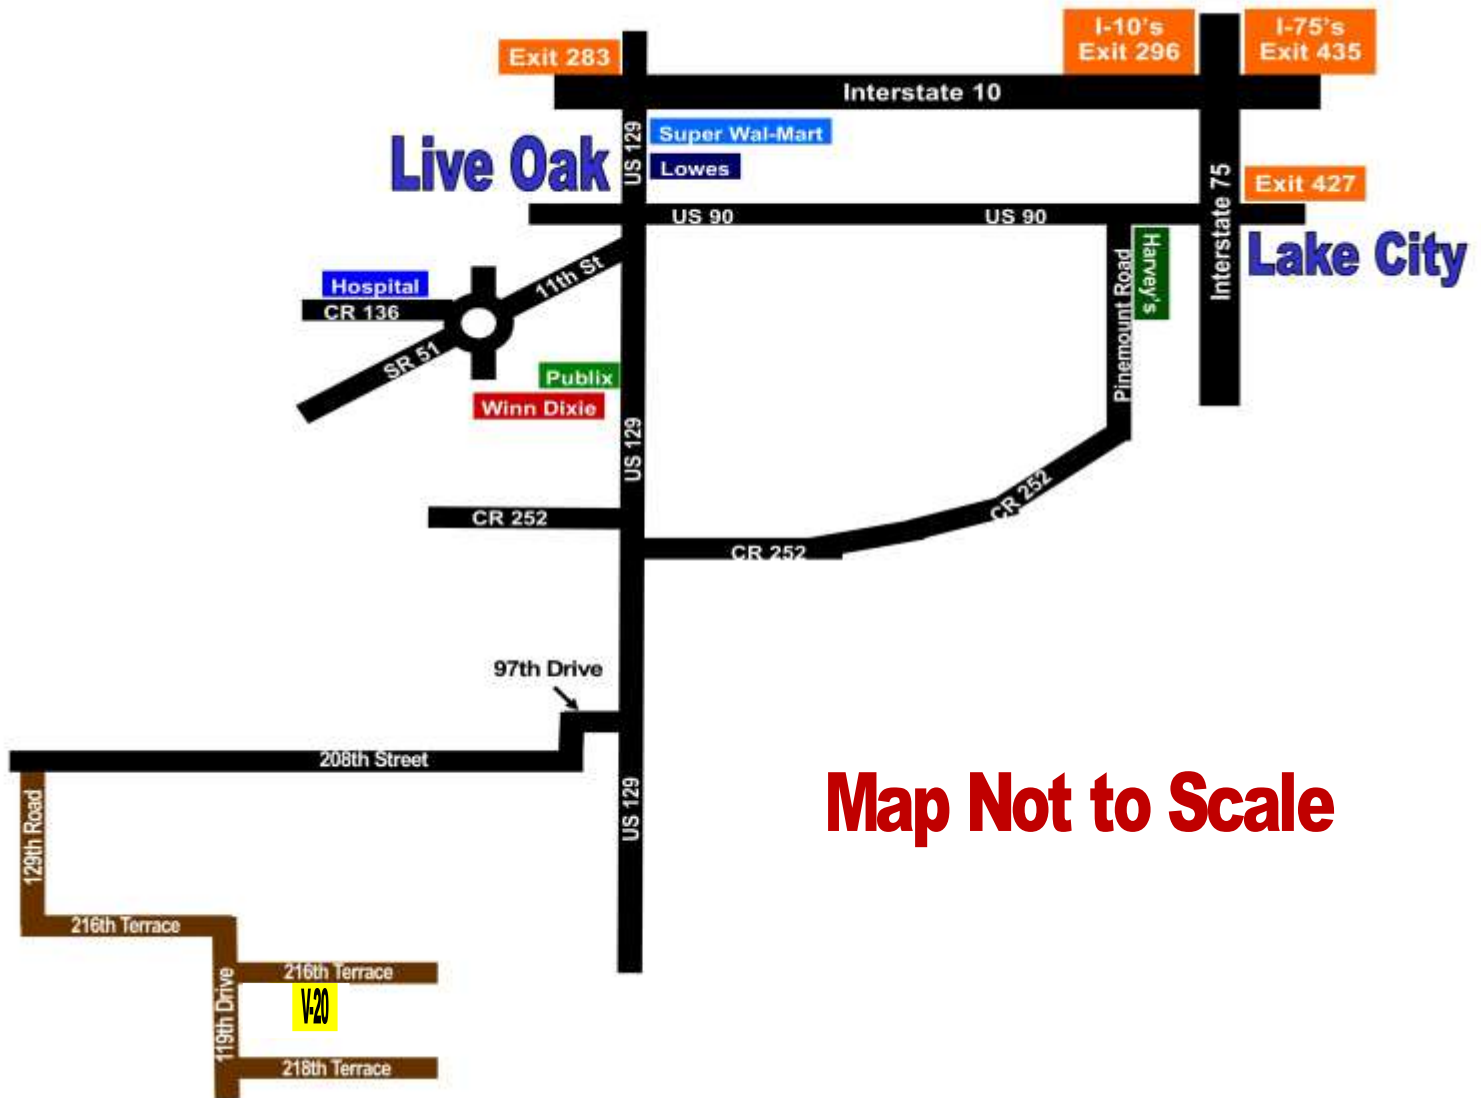 I-10's
Exit 296
I-75's
Exit 435
Exit 283
Interstate 10
Super Wal-Mart
Live Oak
US 129
Lowes
Interstate 75
Exit 427
US 90
US 90
Lake City
Harvey's
Pinemount Road
11th St
Hospital
CR 136
SR 51
Publix
Winn Dixie
US 129
CR 252
CR 252
CR 252
97th Drive
208th Street
US 129
Map Not to Scale
129th Road
216th Terrace
216th Terrace
V-20
119th Drive
218th Terrace